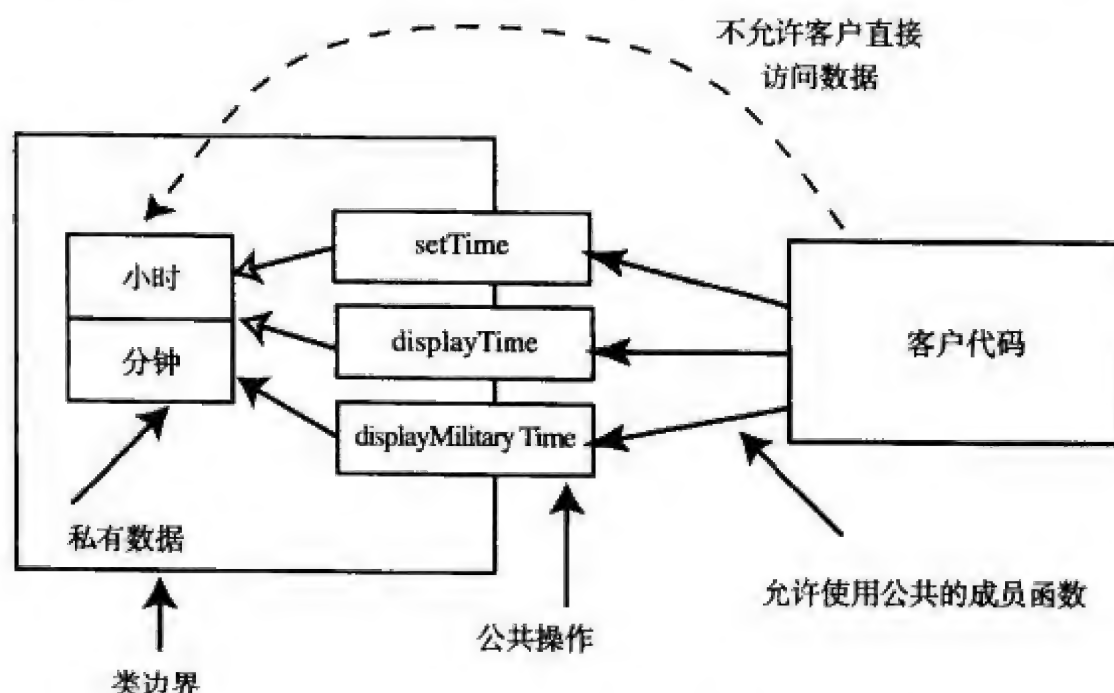 不允许客户直接
访问数据
setTime
小时
displayTime
客户代码
分钟
displayMilitary Time
私有数据
允许使用公共的成员函数
公共操作
类边界